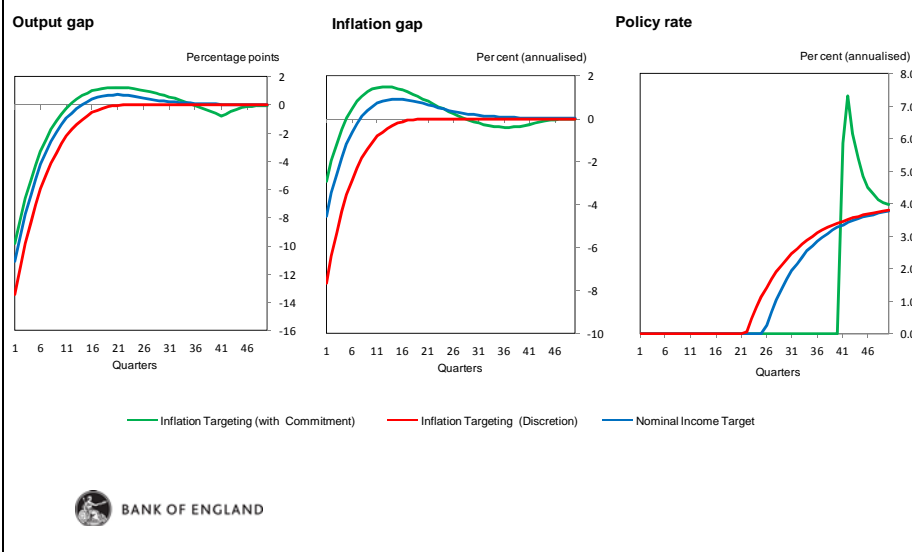 Output gap
Inflation gap
Policy rate
Percentage points
Per cent (annualised)
Per cent (annualised)
2
0
-2
-4
-6
-8
-10
-12
-14
-16
1 6 11 16 21 26 31 36 41 46
Quarters
2
0
-2
-4
-6
-8
-10
1 6 11 16 21 26 31 36 41 46
Quarters
8.0
7.0
6.0
5.0
4.0
3.0
2.0
1.0
0.0
1 6 11 16 21 26 31 36 41 46
Quarters
Inflation Targeting (with Commitment)
Inflation Targeting (Discretion)
Nominal Income Target
BANK OF ENGLAND